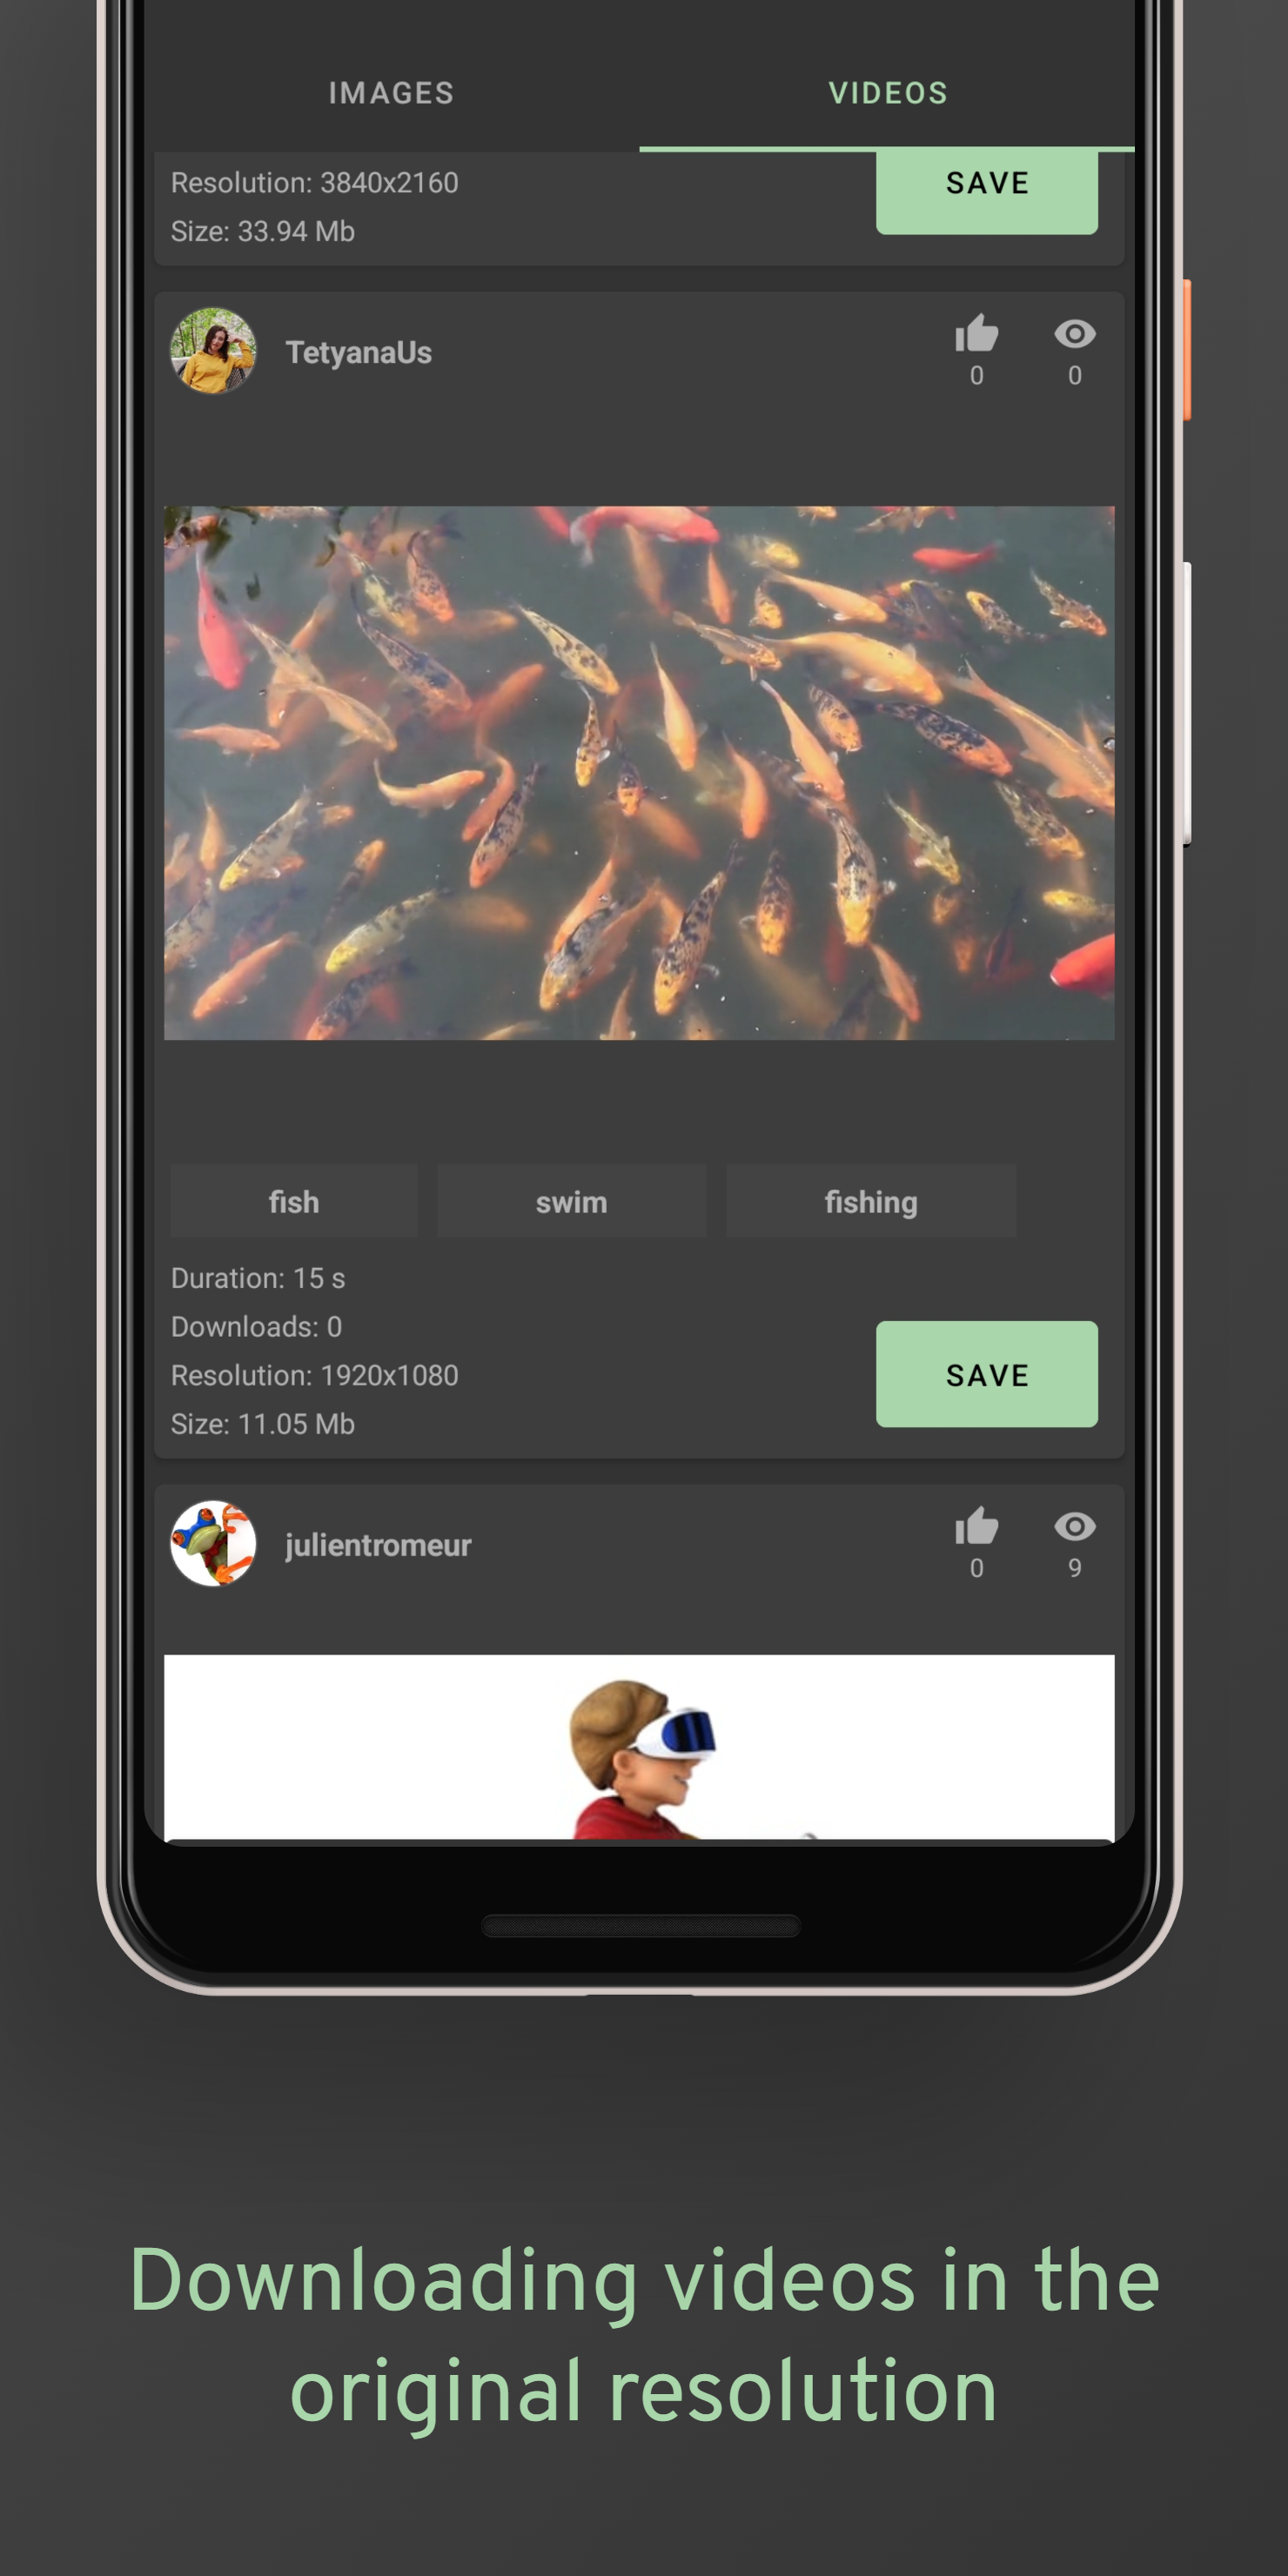 IMAGES VIDEOS
Resolution: 3840x2160
SAVE
Size: 33.94 Mb
TetyanaUs
0 0
fish swim fishing
Duration: 15 s
Downloads: 0
Resolution: 1920x1080
SAVE
Size: 11.05 Mb
julientromeur
0 9
Downloading videos in the
original resolution